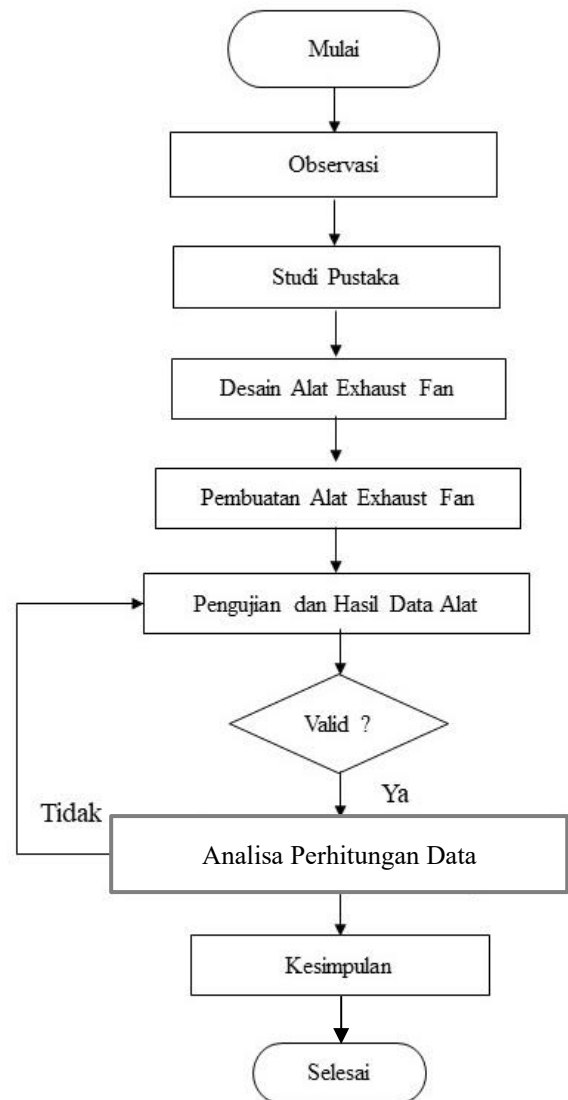 Mulai
Observasi
Studi Pustaka
Desain Alat Exhaust Fan
Pembuatan Alat Exhaust Fan
Pengujian dan Hasil Data Alat
Valid ?
Ya
Tidak
Analisa Perhitungan Data
Kesimpulan
Selesai